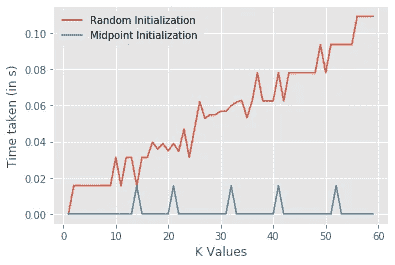 Random Initialization
Midpoint Initialization
Time taken (in s)
0.10
0.08
0.06
0.04
0.02
0.00
0 10 20 30 40 50 60
K Values